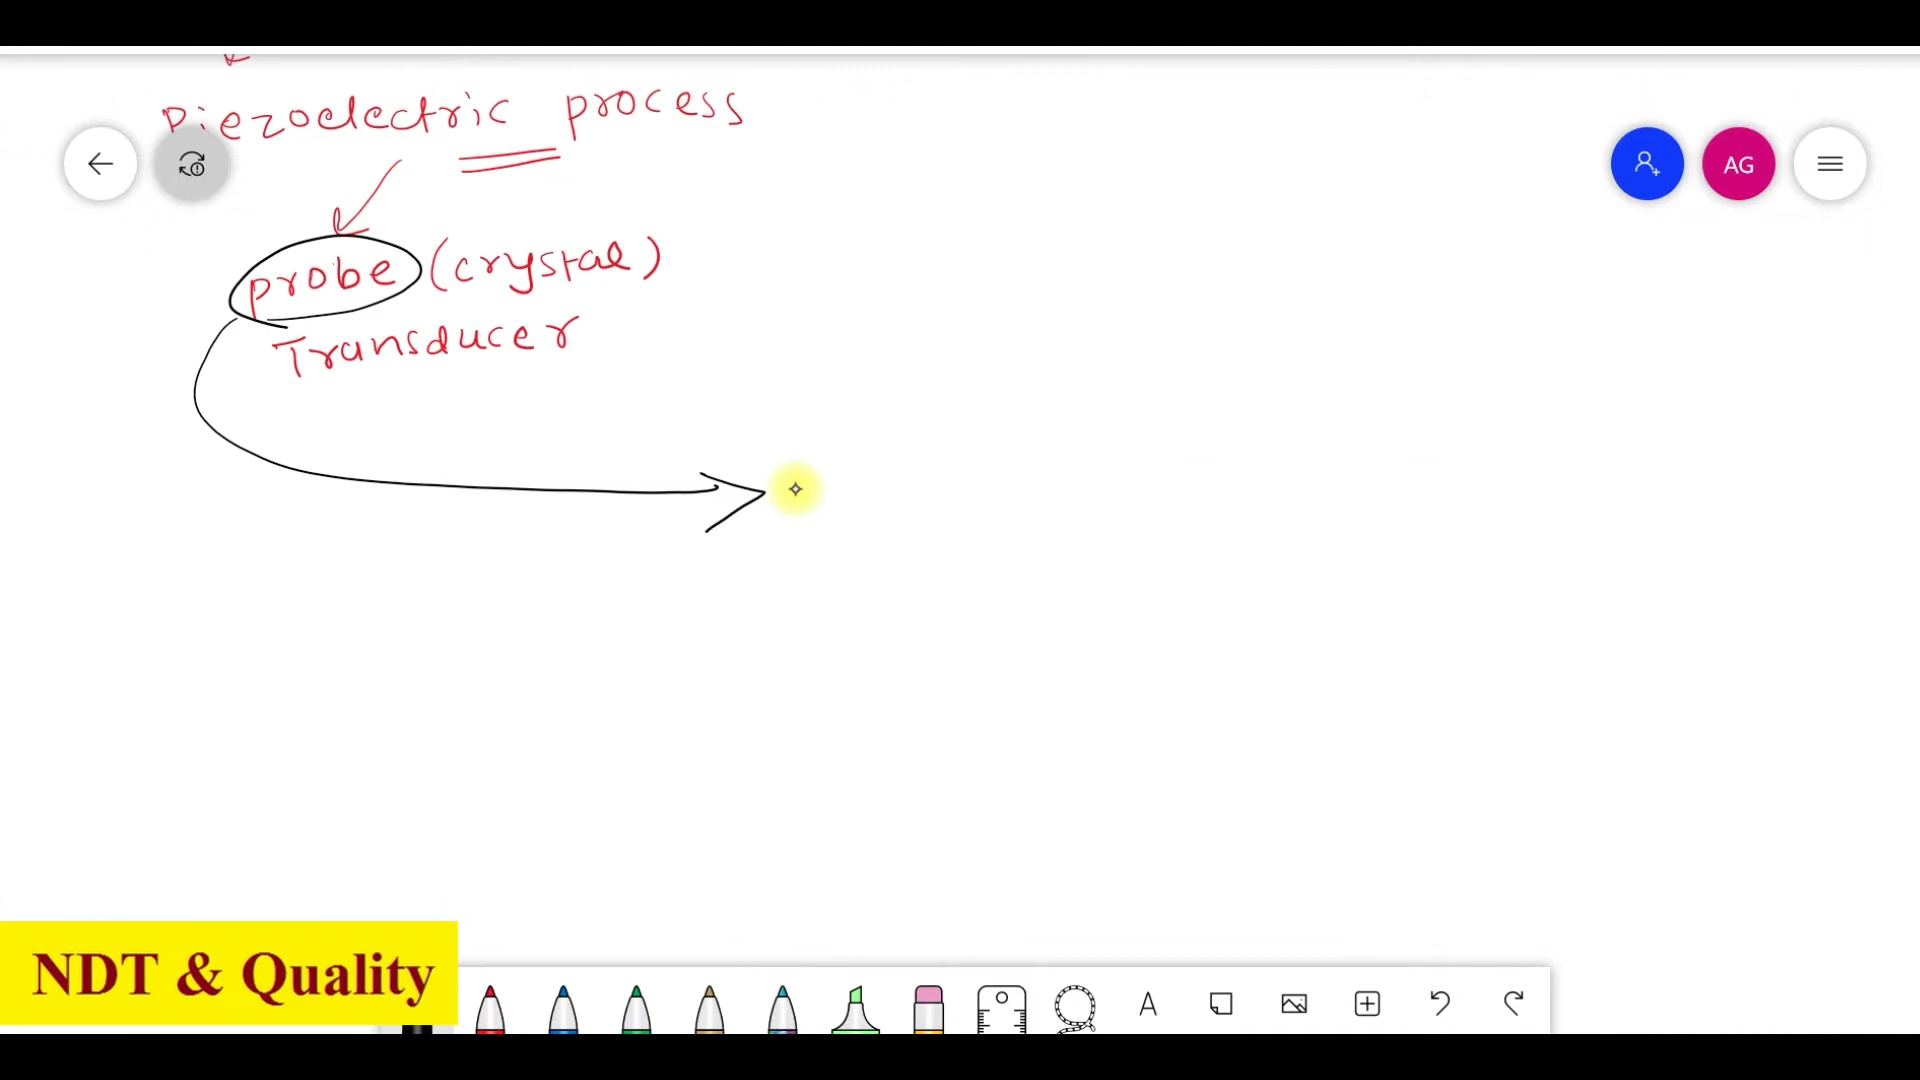 Piezoelectric process
AG
probe (crystal)
Transducer
NDT & Quality
A